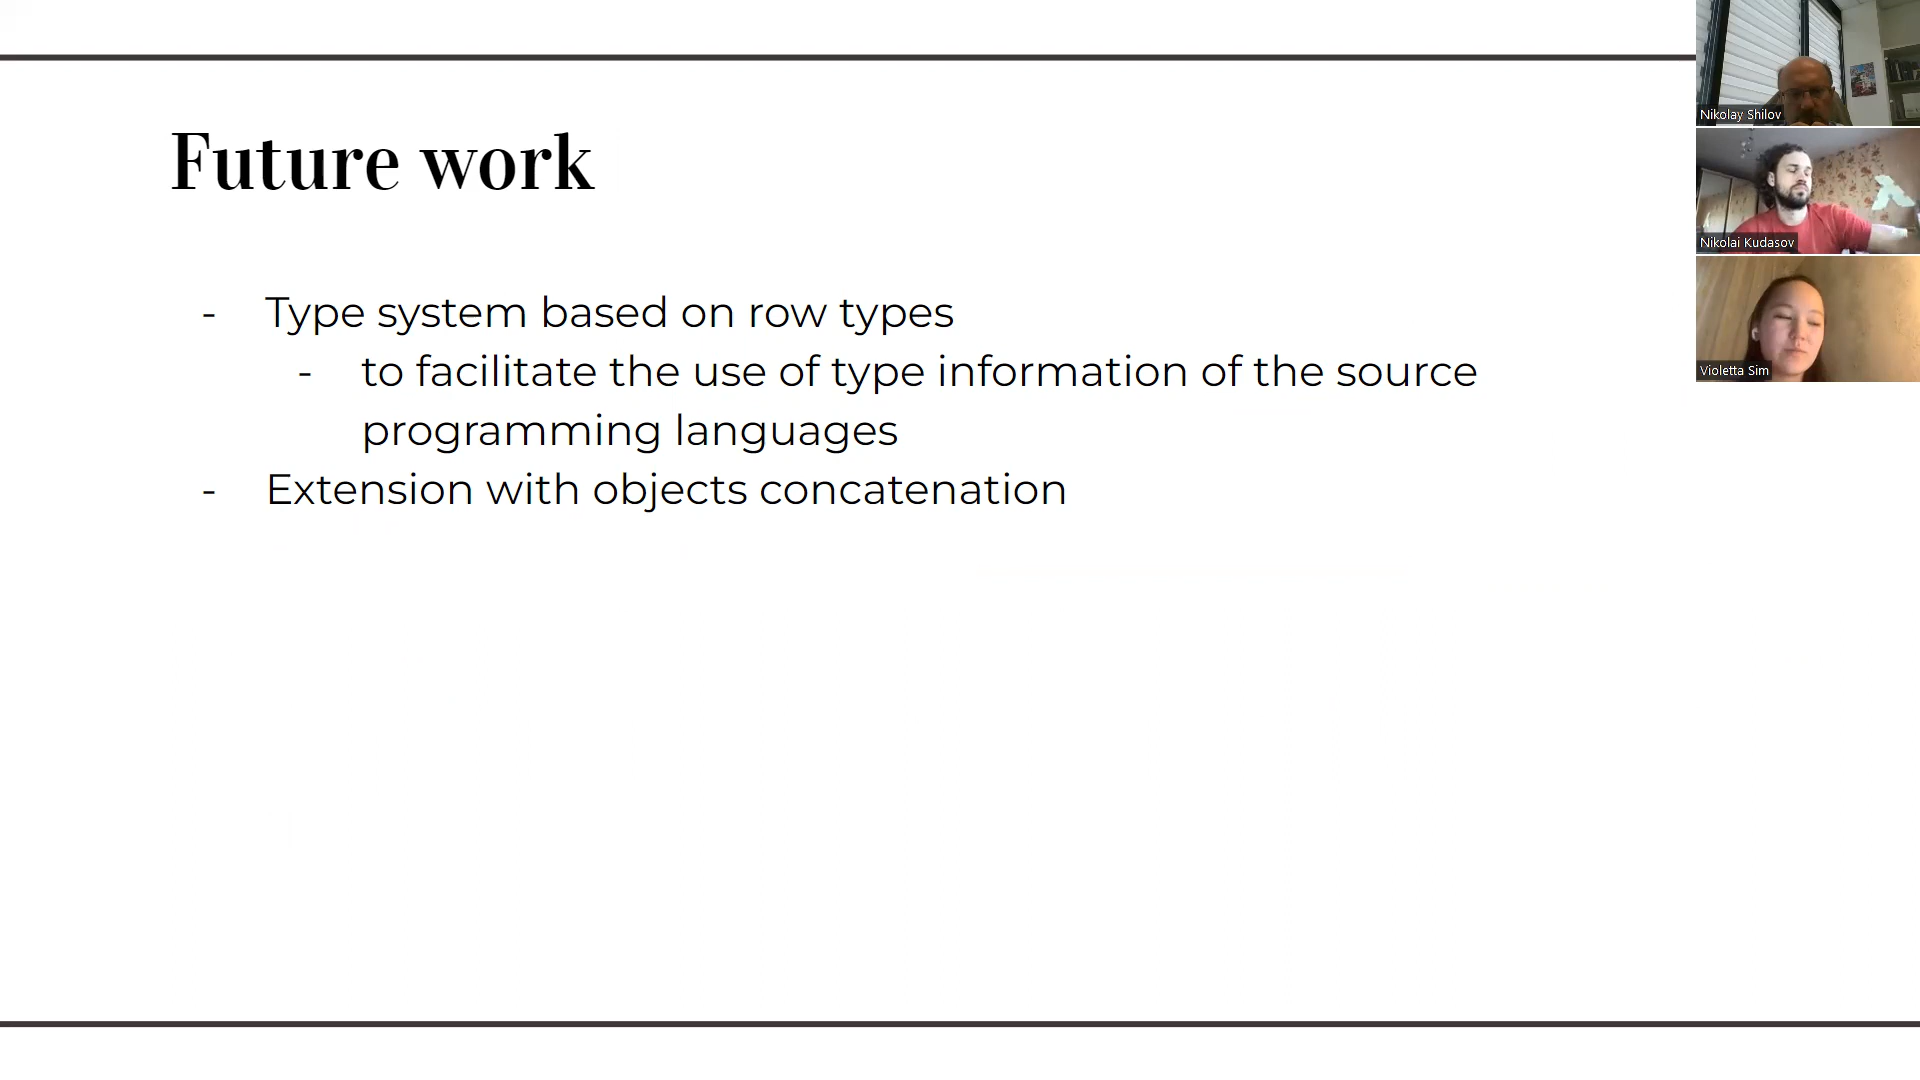 Future work
- Type system based on row types
- to facilitate the use of type information of the source
programming languages
- Extension with objects concatenation
Nikolay Shilov
Nikolai Kudasov
Violetta Sim